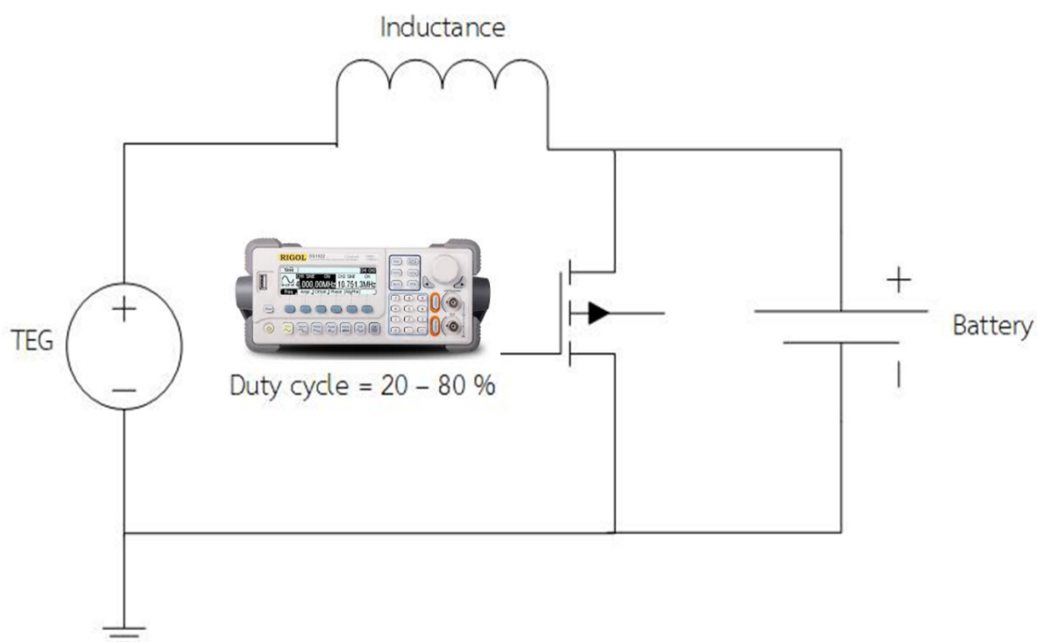 Inductance
RIGOL
TEG
Battery
Duty cycle = 20 – 80 %